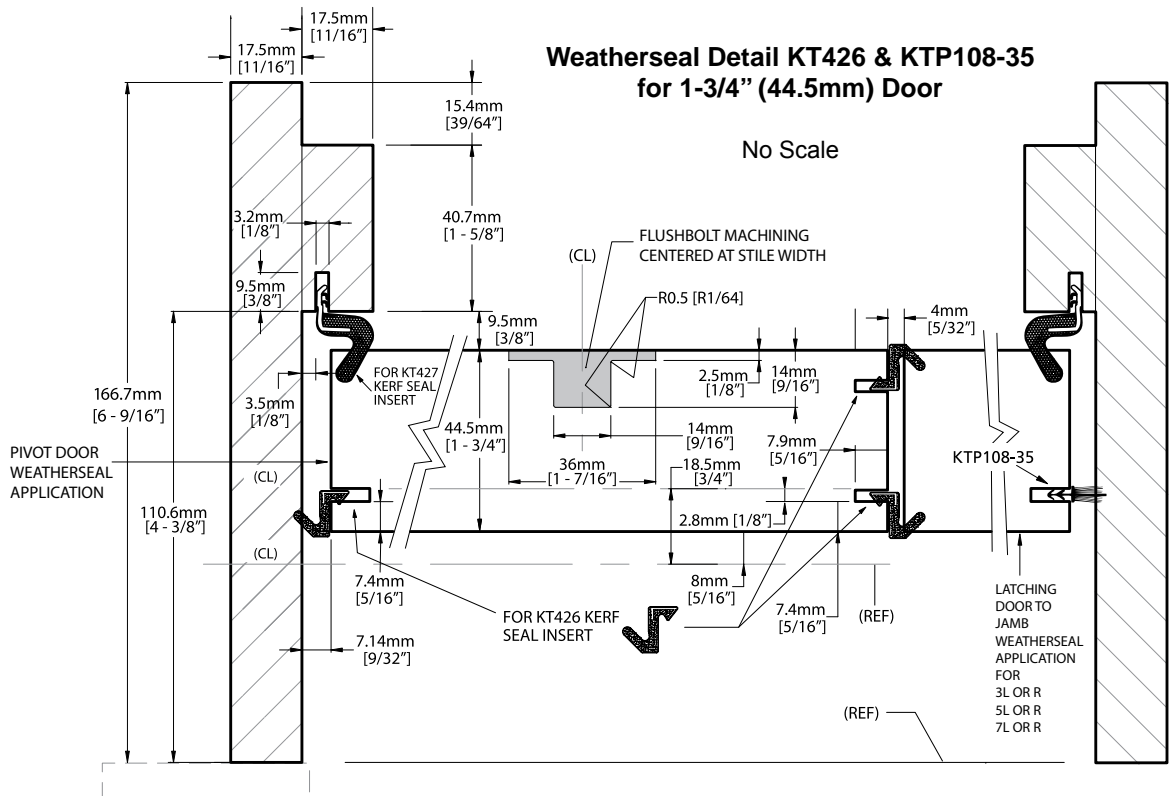 17.5mm
[11/16”]
17.5mm
[11/16”]
Weatherseal Detail KT426 & KTP108-35
for 1-3/4” (44.5mm) Door
No Scale
15.4mm
[39/64”]
3.2mm
[1/8”]
40.7mm
[1 - 5/8”]
(CL)
FLUSHBOLT MACHINING
CENTERED AT STILE WIDTH
R0.5 [R1/64]
9.5mm
[3/8”]
9.5mm
[3/8”]
4mm
[5/32”]
FOR KT427
KERF SEAL
INSERT
2.5mm
[1/8”]
14mm
[9/16”]
166.7mm
[6 - 9/16”]
3.5mm
[1/8”]
44.5mm
[1 - 3/4”]
14mm
[9/16”]
7.9mm
[5/16”]
PIVOT DOOR
WEATHERSEAL
APPLICATION
(CL)
36mm
[1 - 7/16”]
18.5mm
[3/4”]
KTP108-35
110.6mm
[4 - 3/8”]
2.8mm [1/8”]
(CL)
7.4mm
[5/16”]
8mm
[5/16”]
7.4mm
[5/16”]
(REF)
FOR KT426 KERF
SEAL INSERT
7.14mm
[9/32”]
LATCHING
DOOR TO
JAMB
WEATHERSEAL
APPLICATION
FOR
3L OR R
5L OR R
7L OR R
(REF)